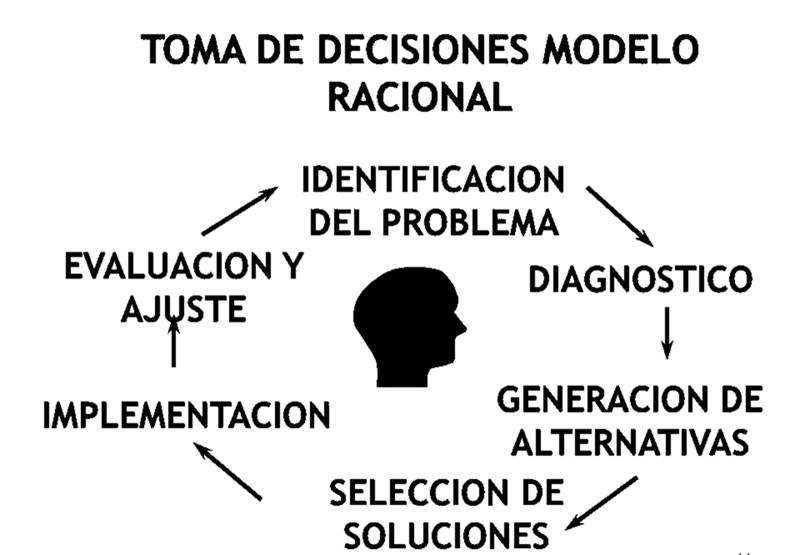 TOMA DE DECISIONES MODELO
RACIONAL
IDENTIFICACION
DEL PROBLEMA
DIAGNOSTICO
GENERACION DE
ALTERNATIVAS
SELECCION DE
SOLUCIONES
IMPLEMENTACION
EVALUACION Y
AJUSTE